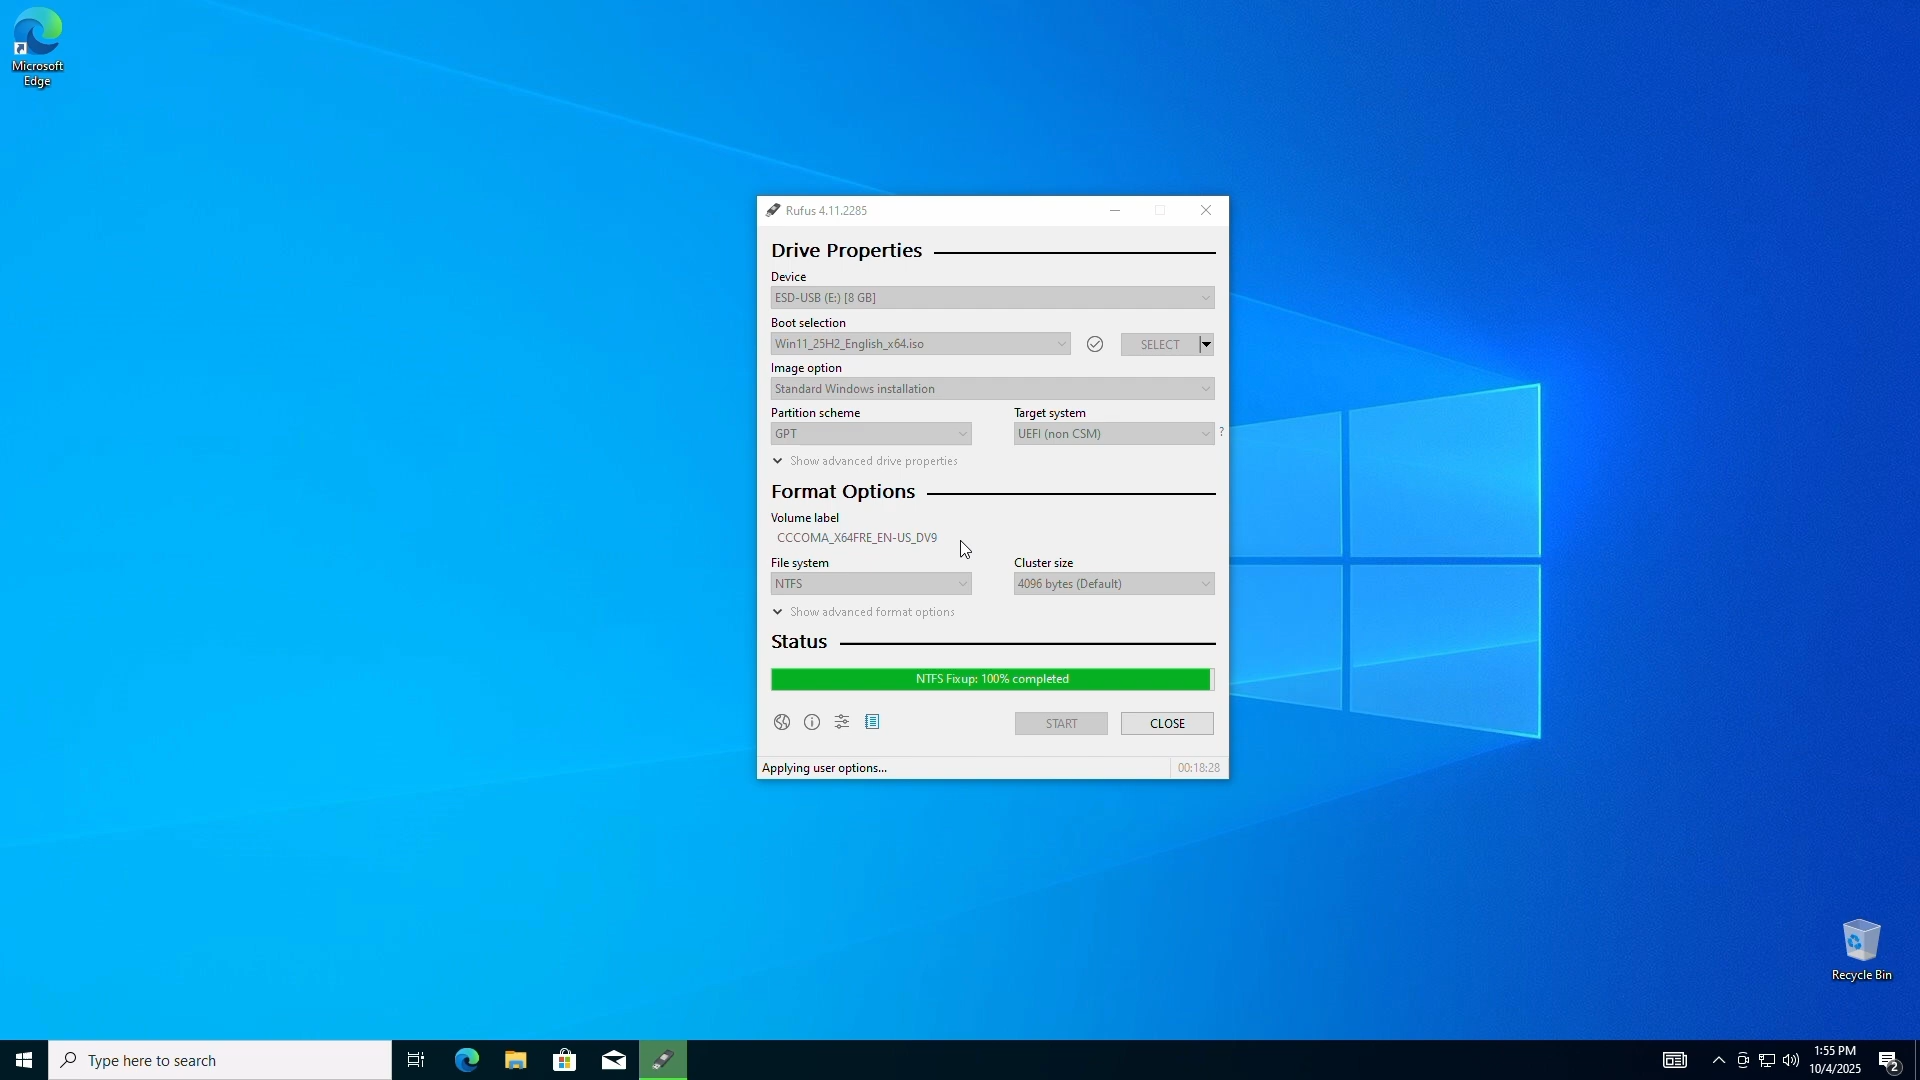 Microsoft
Edge
Rufus 4.11.2285
Drive Properties
Device
ESD-USB (E:) [8 GB]
Boot selection
Win11_25H2_English_x64.iso
SELECT
Image option
Standard Windows installation
Partition scheme
Target system
GPT
UEFI (non CSM)
?
Show advanced drive properties
Format Options
Volume label
CCCOMA_X64FRE_EN-US_DV9
File system
Cluster size
NTFS
4096 bytes (Default)
Show advanced format options
Status
NTFS Fixup: 100% completed
START
CLOSE
Applying user options...
00:18:28
Recycle Bin
Type here to search
1:55 PM
10/4/2025
2